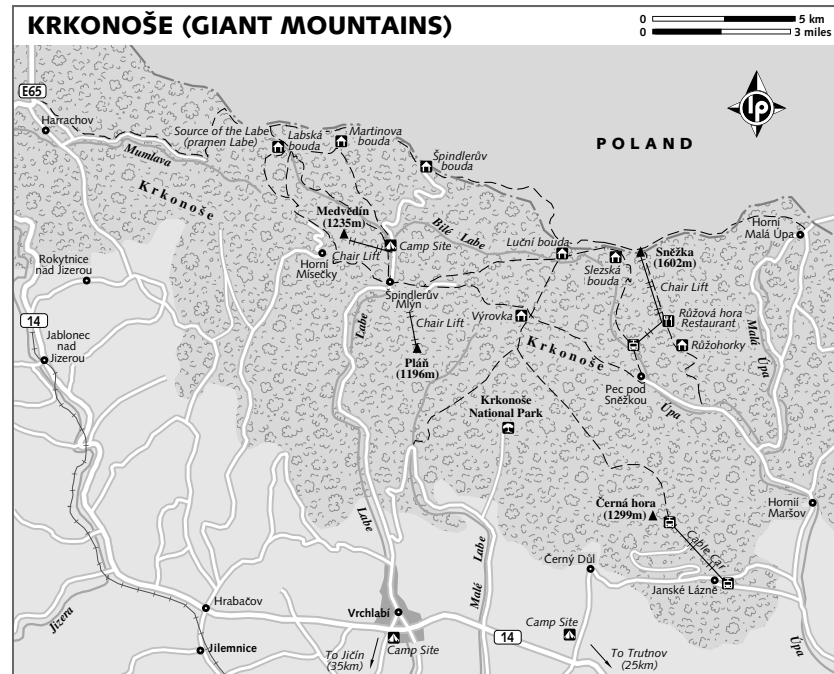 KRKONOŠE (GIANT MOUNTAINS)
0
5 km
0
3 miles
lp
E65
Harrachov
Mumlava
Krkonoše
Source of the Labe
(pramen Labe)
Labská
bouda
Martinova
bouda
Špindlerův
bouda
POLAND
Medvědín
(1235m)
Chair Lift
Camp Site
Bílé Labe
Luční bouda
Sněžka
(1602m)
Slezská
bouda
Horní
Malá Úpa
Rokytnice
nad Jizerou
Horní
Mísečky
Špindlerův
Mlýn
Chair Lift
Růžová hora
Restaurant
Růžohorky
Malá
Úpa
14
Jablonec
nad
Jizerou
Labe
Chair Lift
Pláň
(1196m)
Výrovka
Krkonoše
Pec pod
Sněžkou
Úpa
Krkonoše
National Park
Černá hora
(1299m)
Cable Car
Horníí
Maršov
Labe
Malé Labe
Černý Důl
Janské Lázně
Jizera
Hrabačov
Vrchlabí
Jilemnice
To Jičín
(35km)
Camp Site
14
Camp Site
To Trutnov
(25km)
Úpa